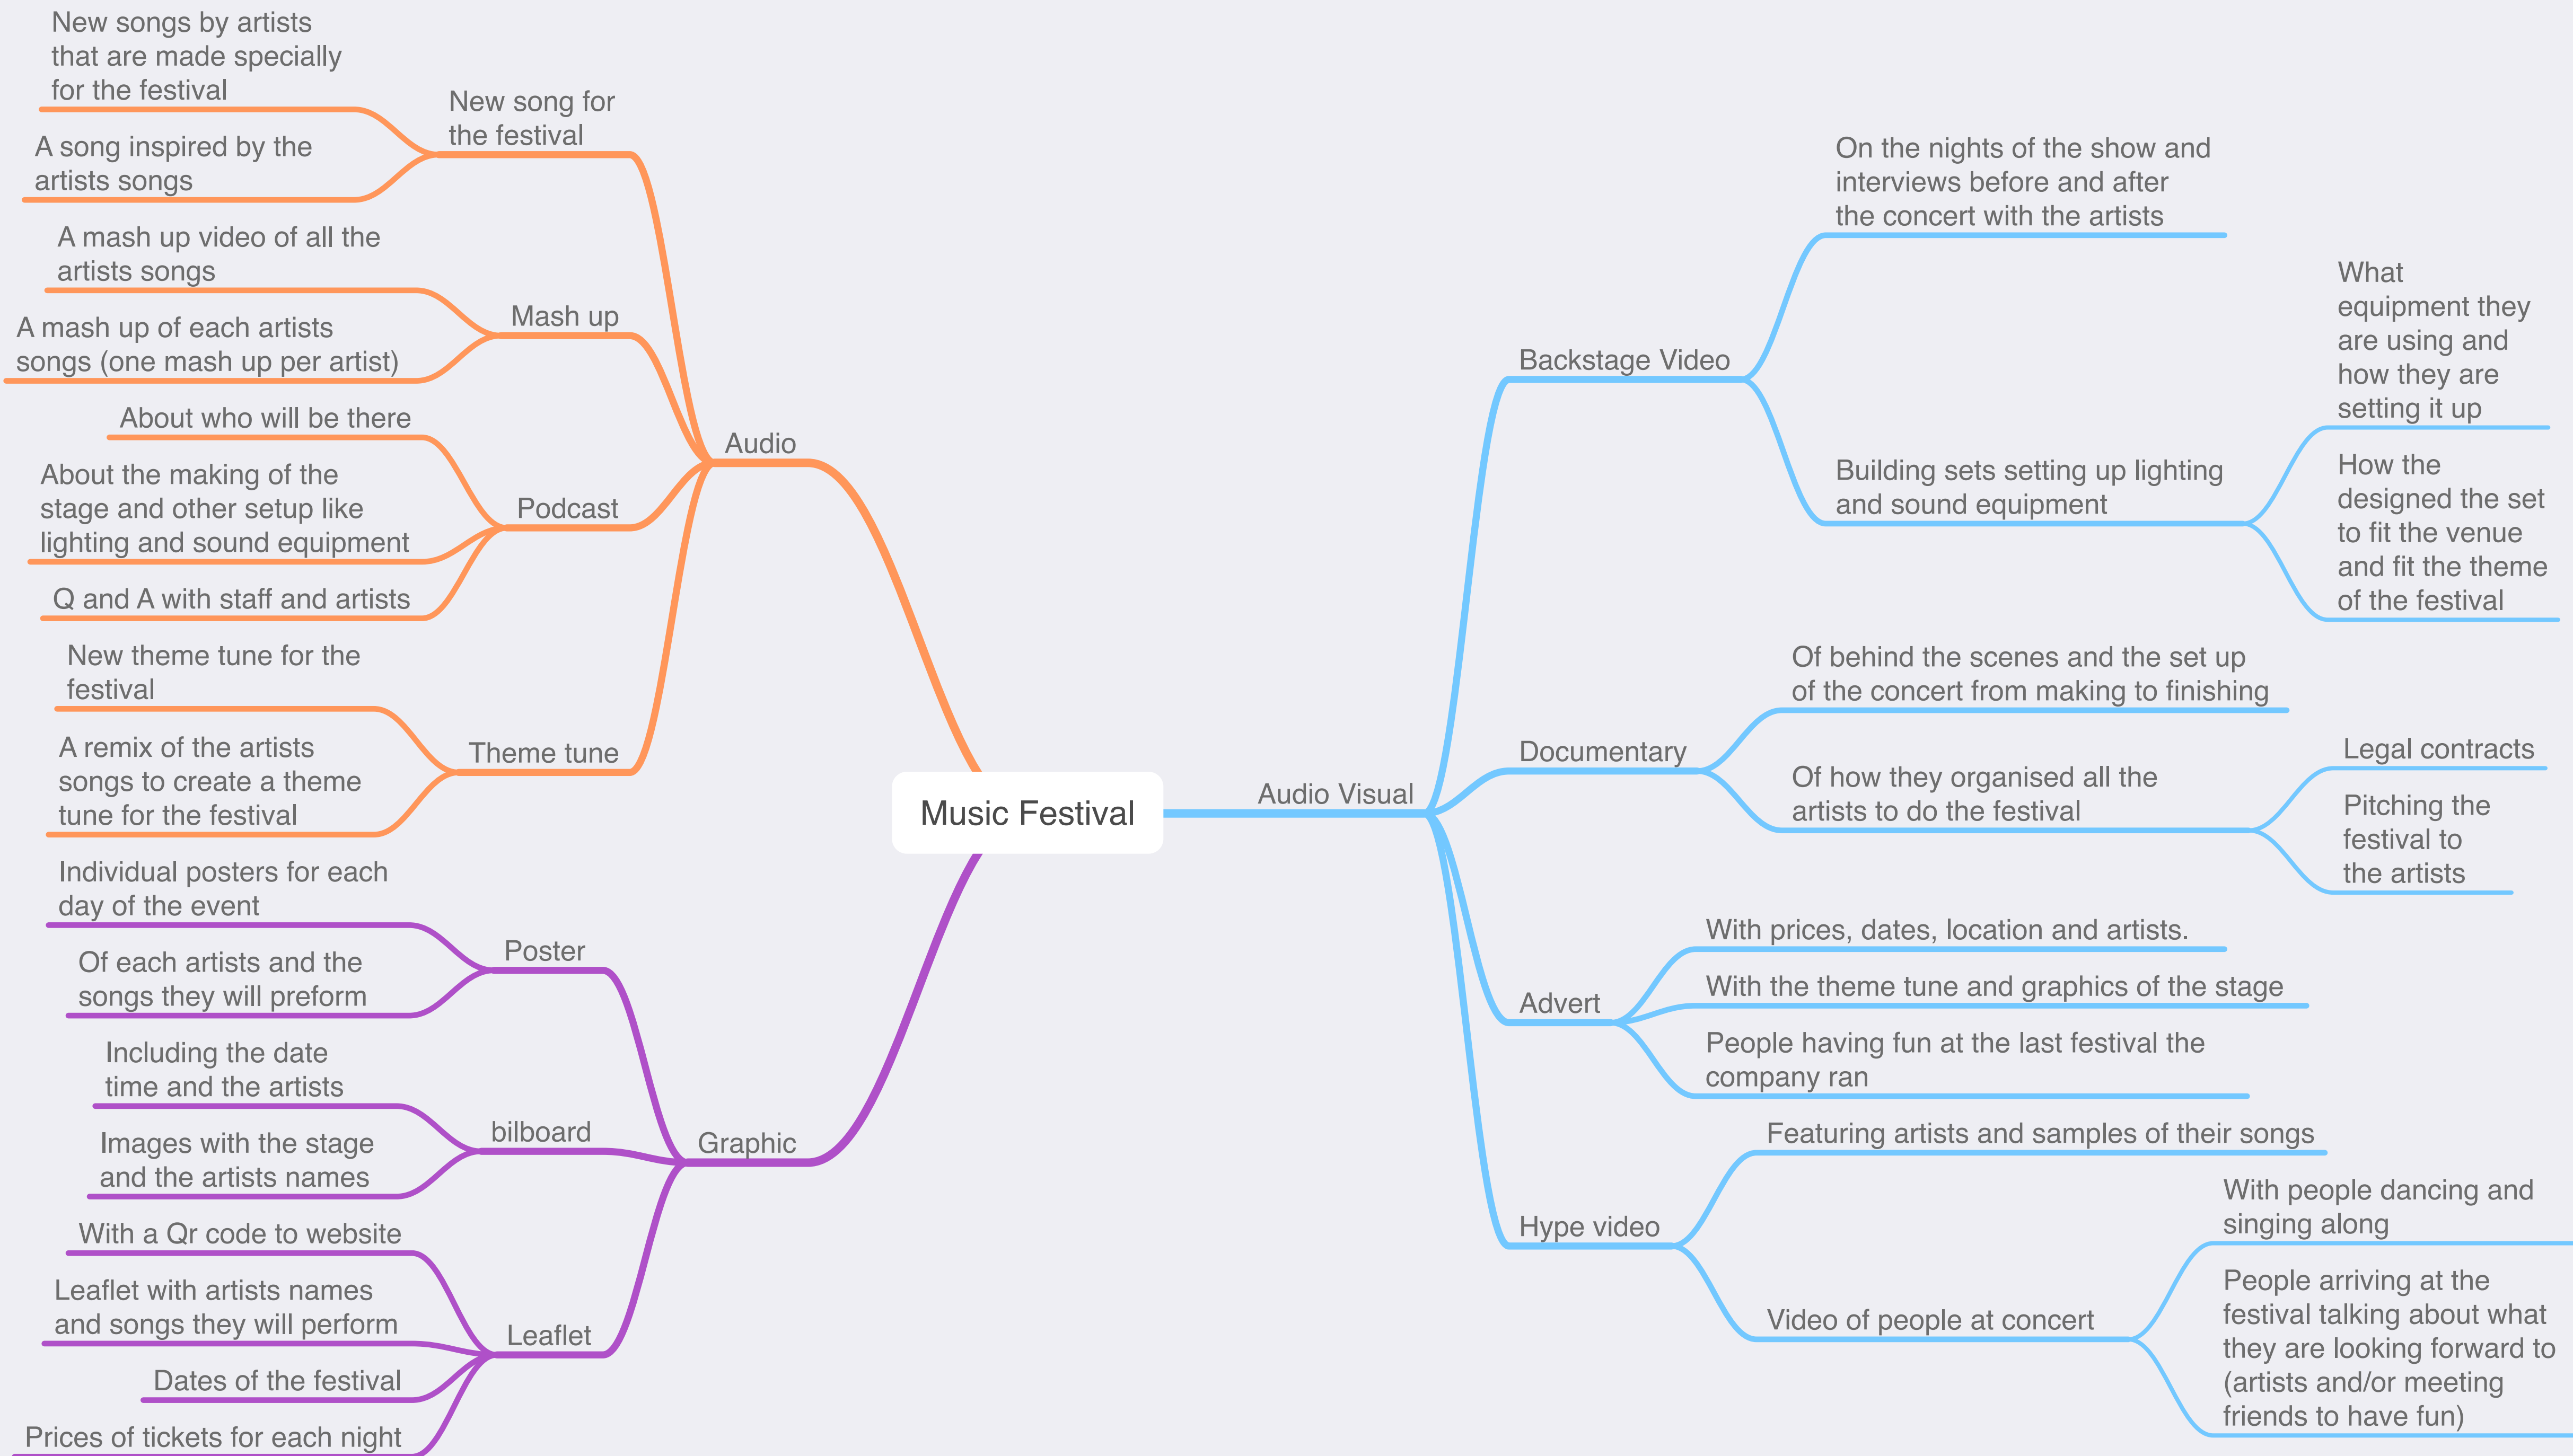 Music Festival
Audio
New song for
the festival
New songs by artists
that are made specially
for the festival
A song inspired by the
artists songs
Mash up
A mash up video of all the
artists songs
A mash up of each artists
songs (one mash up per artist)
Podcast
About who will be there
About the making of the
stage and other setup like
lighting and sound equipment
Q and A with staff and artists
Theme tune
New theme tune for the
festival
A remix of the artists
songs to create a theme
tune for the festival
Graphic
Poster
Individual posters for each
day of the event
Of each artists and the
songs they will preform
bilboard
Including the date
time and the artists
Images with the stage
and the artists names
Leaflet
With a Qr code to website
Leaflet with artists names
and songs they will perform
Dates of the festival
Prices of tickets for each night
Audio Visual
Backstage Video
On the nights of the show and
interviews before and after
the concert with the artists
Building sets setting up lighting
and sound equipment
What
equipment they
are using and
how they are
setting it up
How the
designed the set
to fit the venue
and fit the theme
of the festival
Documentary
Of behind the scenes and the set up
of the concert from making to finishing
Of how they organised all the
artists to do the festival
Legal contracts
Pitching the
festival to
the artists
Advert
With prices, dates, location and artists.
With the theme tune and graphics of the stage
People having fun at the last festival the
company ran
Hype video
Featuring artists and samples of their songs
Video of people at concert
With people dancing and
singing along
People arriving at the
festival talking about what
they are looking forward to
(artists and/or meeting
friends to have fun)